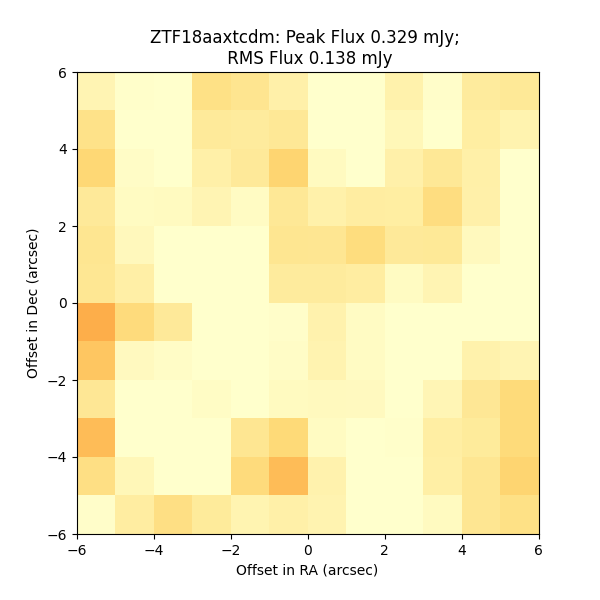 ZTF18aaxtcdm: Peak Flux 0.329 mJy;
RMS Flux 0.138 mJy
6
4
2
0
−2
−4
−6
Offset in Dec (arcsec)
−6 −4 −2 0 2 4 6
Offset in RA (arcsec)